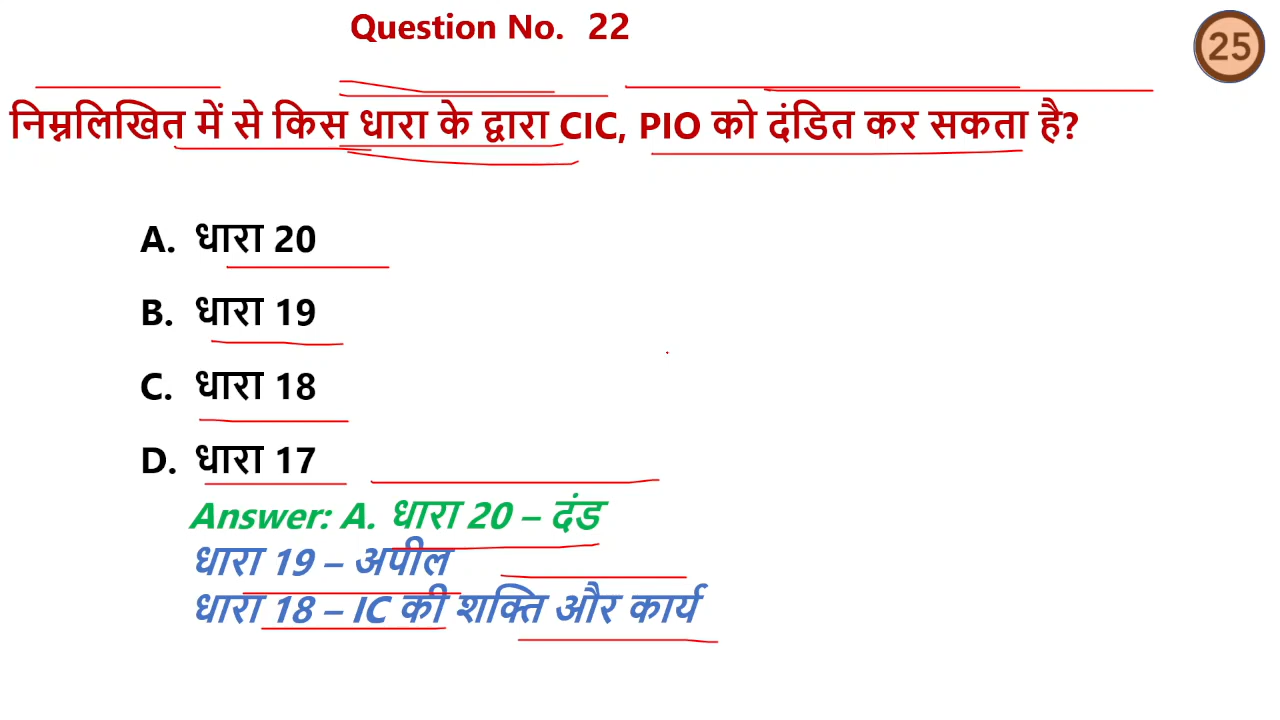 Question No. 22
25
निम्नलिखित में से किस धारा के द्वारा CIC, PIO को दंडित कर सकता है?
A. धारा 20
B. धारा 19
C. धारा 18
D. धारा 17
Answer: A. धारा 20 – दंड
धारा 19 – अपील
धारा 18 – IC की शक्ति और कार्य